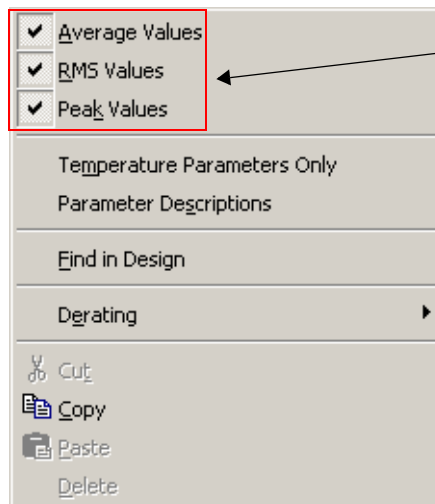 Average Values
RMS Values
Peak Values
Temperature Parameters Only
Parameter Descriptions
Find in Design
Derating
Cut
Copy
Paste
Delete